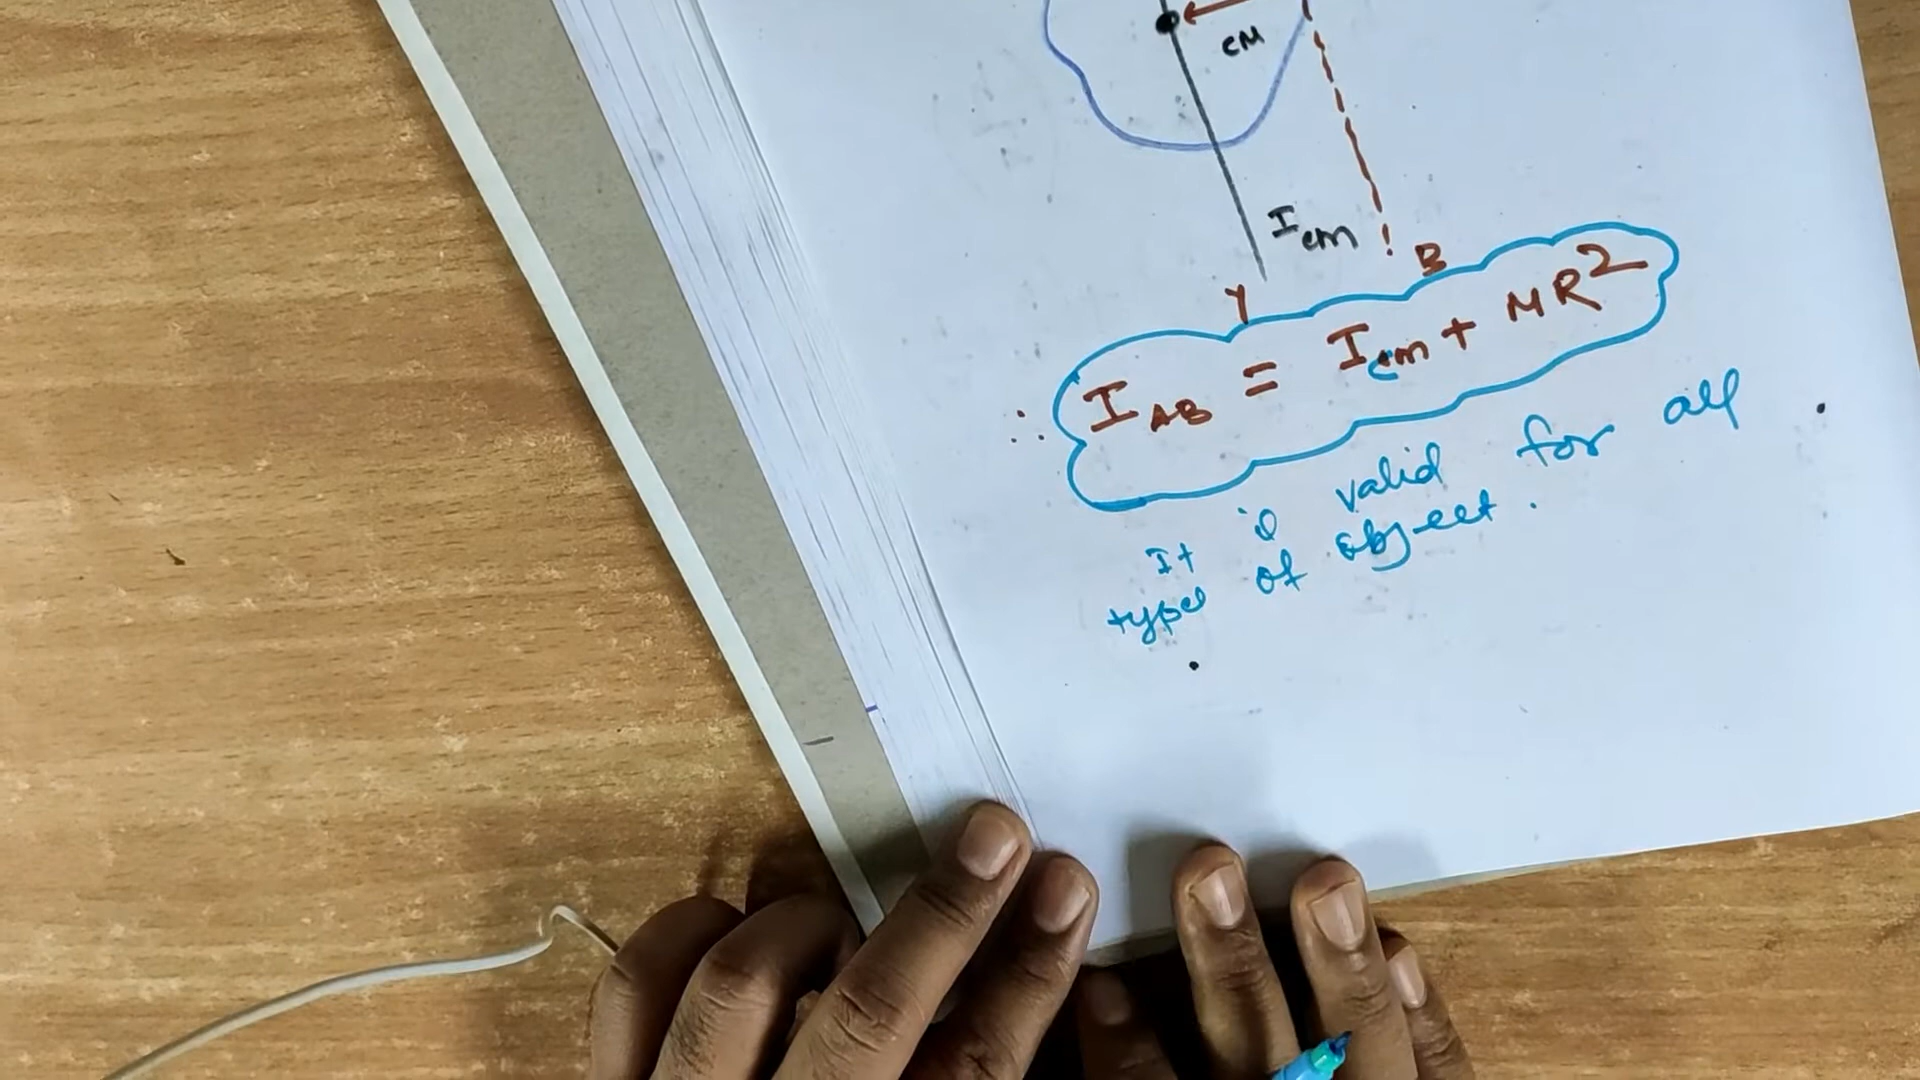 CM
Icm
Y
B
∴ IAB = Icm + MR²
It is valid for all
types of object.